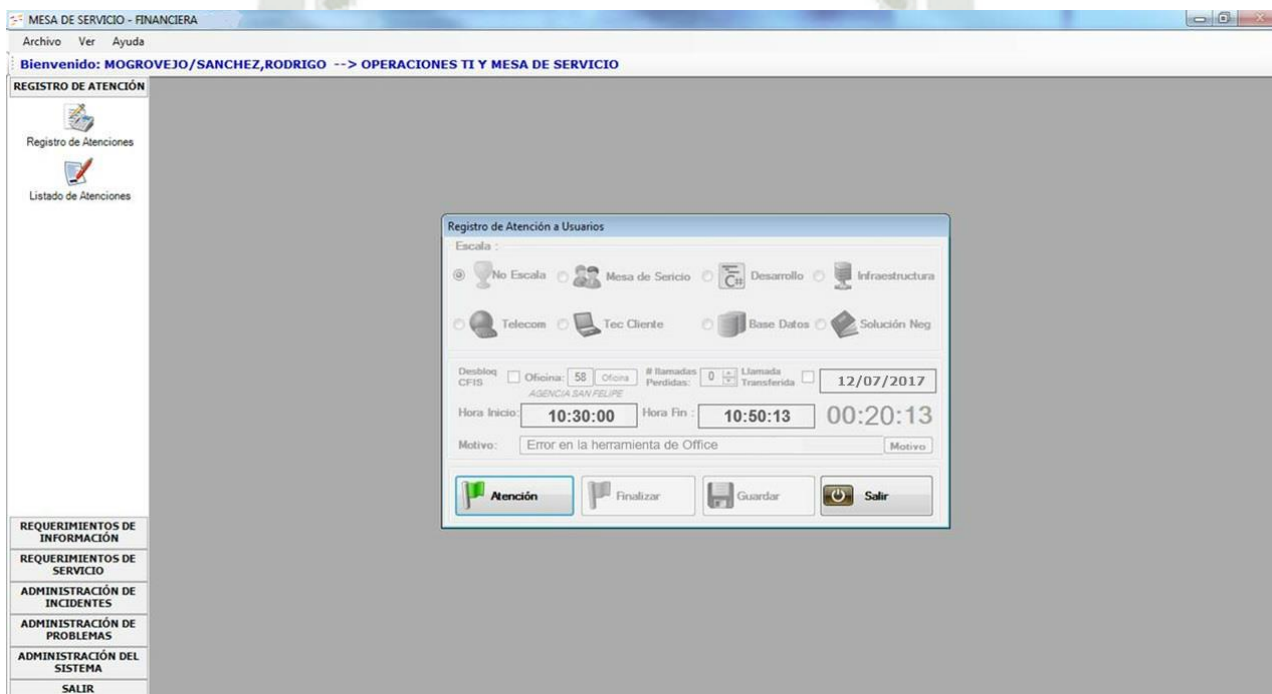 MESA DE SERVICIO - FINANCIERA
Archivo Ver Ayuda
Bienvenido: MOGROVEJO/SANCHEZ,RODRIGO --> OPERACIONES TI Y MESA DE SERVICIO
REGISTRO DE ATENCIÓN
Registro de Atenciones
Listado de Atenciones
Registro de Atención a Usuarios
Escala :
No Escala Mesa de Sericio C# Desarrollo Infraestructura
Telecom Tec Cliente Base Datos Solución Neg
Desbloq CFIS Oficina: 58 Oficina # llamadas Perdidas: 0 Llamada Transferida 12/07/2017
AGENCIA SAN FELIPE
Hora Inicio: 10:30:00 Hora Fin : 10:50:13 00:20:13
Motivo: Error en la herramienta de Office Motivo
Atención Finalizar Guardar Salir
REQUERIMIENTOS DE
INFORMACIÓN
REQUERIMIENTOS DE
SERVICIO
ADMINISTRACIÓN DE
INCIDENTES
ADMINISTRACIÓN DE
PROBLEMAS
ADMINISTRACIÓN DEL
SISTEMA
SALIR